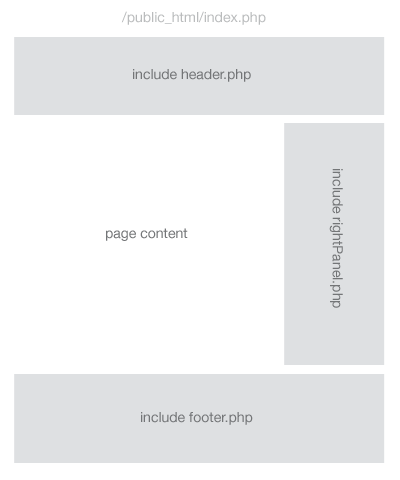 /public_html/index.php
include header.php
page content
include rightPanel.php
include footer.php